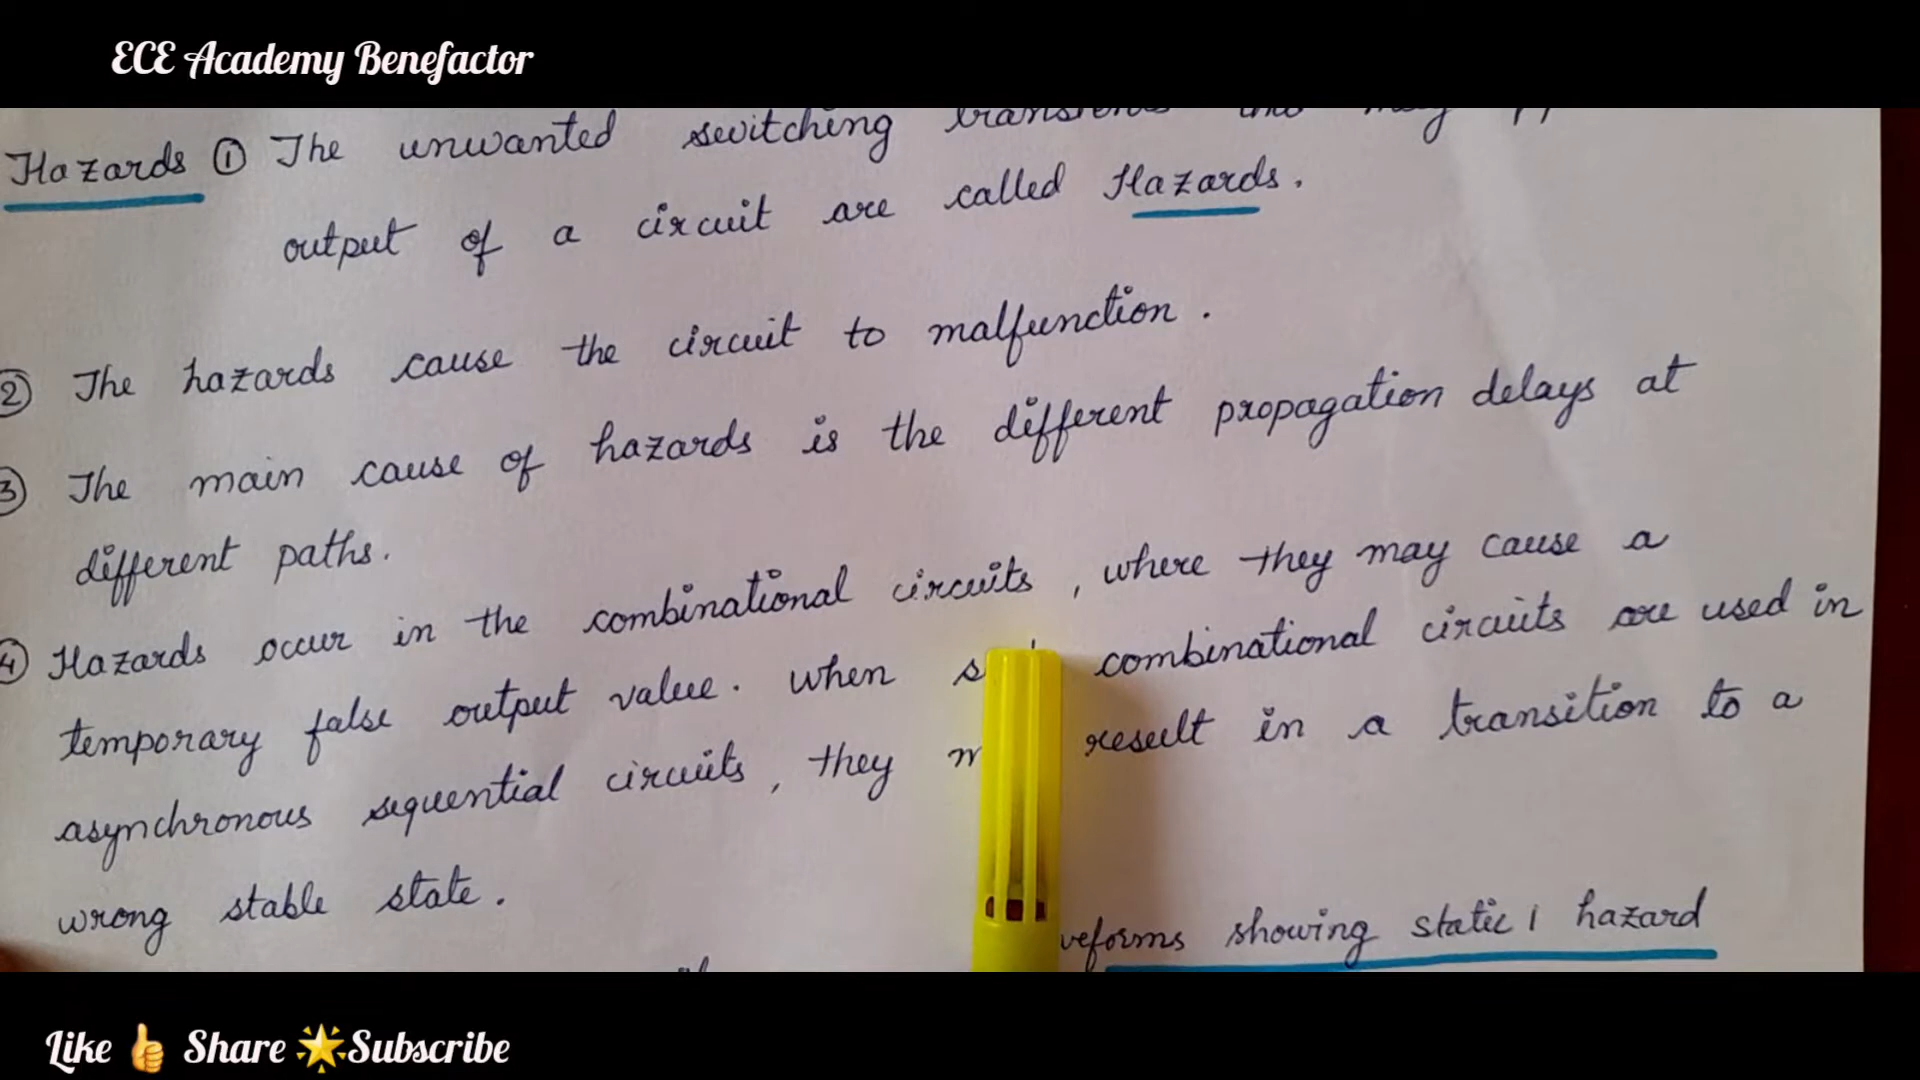 ECE Academy Benefactor
Hazards ① The unwanted switching may
output of a circuit are called Hazards.
② The hazards cause the circuit to malfunction.
③ The main cause of hazards is the different propagation delays at
different paths.
④ Hazards occur in the combinational circuits, where they may cause a
temporary false output value. When combinational circuits are used in
asynchronous sequential circuits, they result in a transition to a
wrong stable state.
veforms showing static 1 hazard
Like 👍 Share 🌟Subscribe